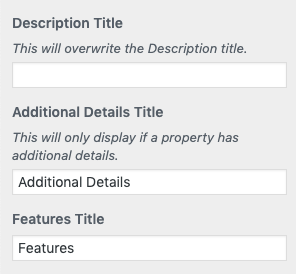 Description Title
This will overwrite the Description title.
Additional Details Title
This will only display if a property has
additional details.
Additional Details
Features Title
Features